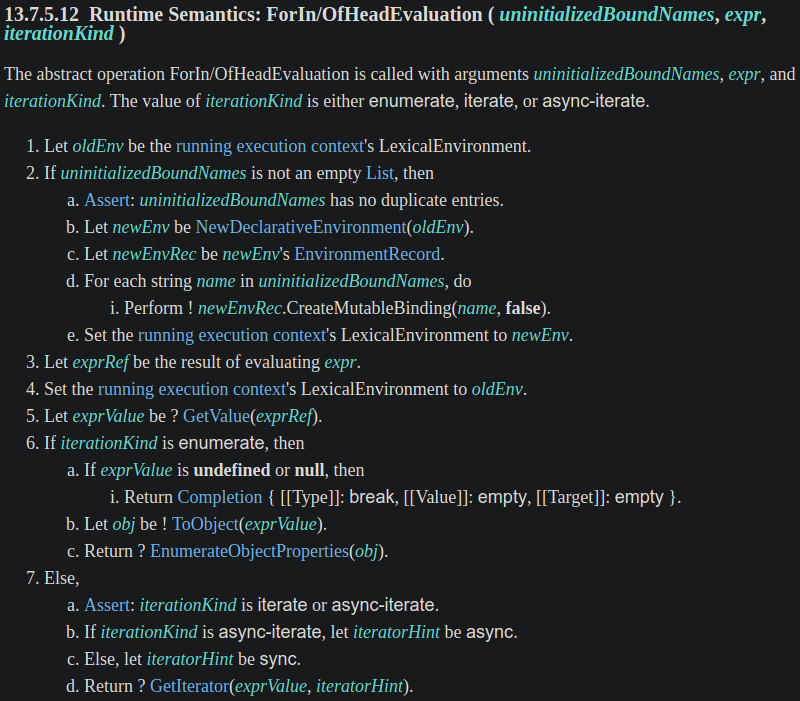 13.7.5.12 Runtime Semantics: ForIn/OfHeadEvaluation ( uninitializedBoundNames, expr,
iterationKind )
The abstract operation ForIn/OfHeadEvaluation is called with arguments uninitializedBoundNames, expr, and
iterationKind. The value of iterationKind is either enumerate, iterate, or async-iterate.
1. Let oldEnv be the running execution context's LexicalEnvironment.
2. If uninitializedBoundNames is not an empty List, then
a. Assert: uninitializedBoundNames has no duplicate entries.
b. Let newEnv be NewDeclarativeEnvironment(oldEnv).
c. Let newEnvRec be newEnv's EnvironmentRecord.
d. For each string name in uninitializedBoundNames, do
i. Perform ! newEnvRec.CreateMutableBinding(name, false).
e. Set the running execution context's LexicalEnvironment to newEnv.
3. Let exprRef be the result of evaluating expr.
4. Set the running execution context's LexicalEnvironment to oldEnv.
5. Let exprValue be ? GetValue(exprRef).
6. If iterationKind is enumerate, then
a. If exprValue is undefined or null, then
i. Return Completion { [[Type]]: break, [[Value]]: empty, [[Target]]: empty }.
b. Let obj be ! ToObject(exprValue).
c. Return ? EnumerateObjectProperties(obj).
7. Else,
a. Assert: iterationKind is iterate or async-iterate.
b. If iterationKind is async-iterate, let iteratorHint be async.
c. Else, let iteratorHint be sync.
d. Return ? GetIterator(exprValue, iteratorHint).